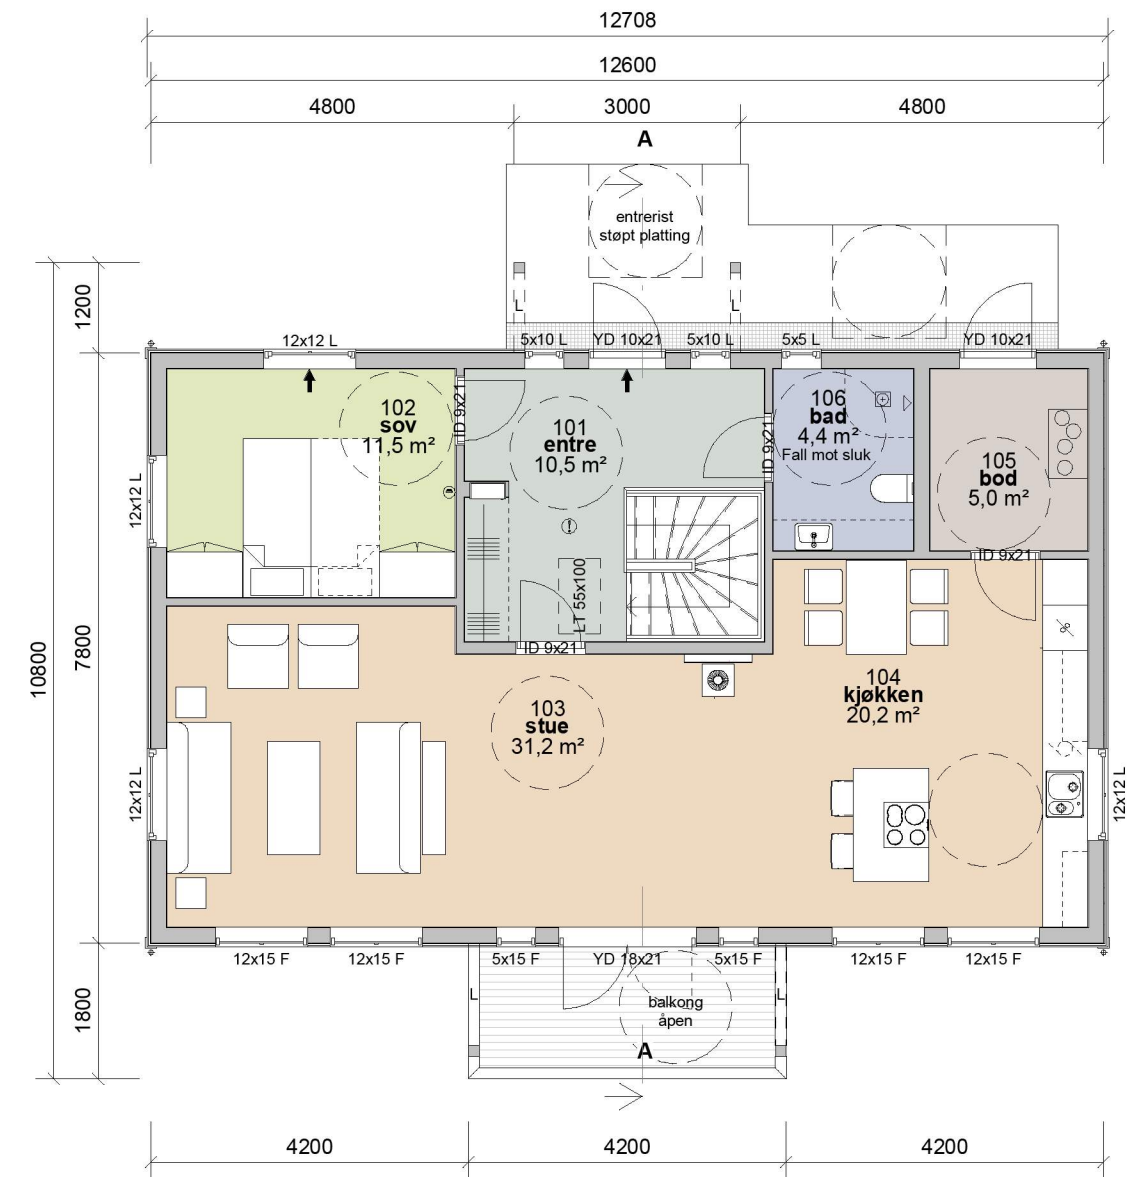 12708
12600
4800
3000
4800
A
entrerist
støpt platting
1200
L
L
12x12 L
5x10 L
YD 10x21
5x10 L
5x5 L
YD 10x21
102
sov
11,5 m²
ID 9x21
101
entre
10,5 m²
ID 9x21
106
bad
4,4 m²
Fall mot sluk
105
bod
5,0 m²
12x12 L
ID 9x21
LT 55x100
ID 9x21
10800
7800
104
kjøkken
20,2 m²
103
stue
31,2 m²
12x12 L
12x12 L
12x15 F
12x15 F
5x15 F
YD 18x21
5x15 F
12x15 F
12x15 F
1800
L
L
balkong
åpen
A
4200
4200
4200